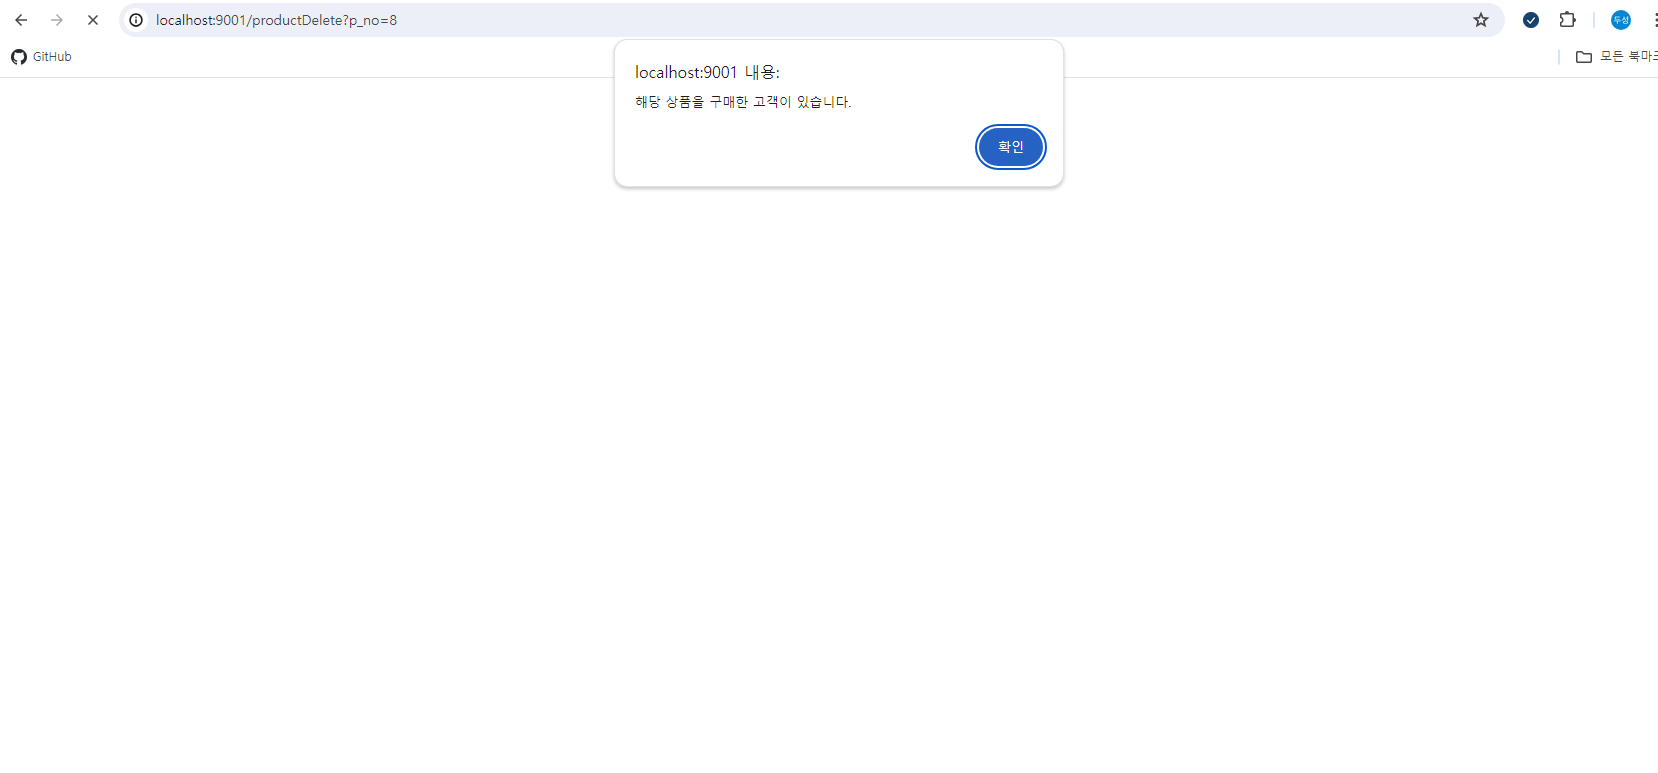 localhost:9001/productDelete?p_no=8
두성
GitHub
모든 북마크
localhost:9001 내용:
해당 상품을 구매한 고객이 있습니다.
확인